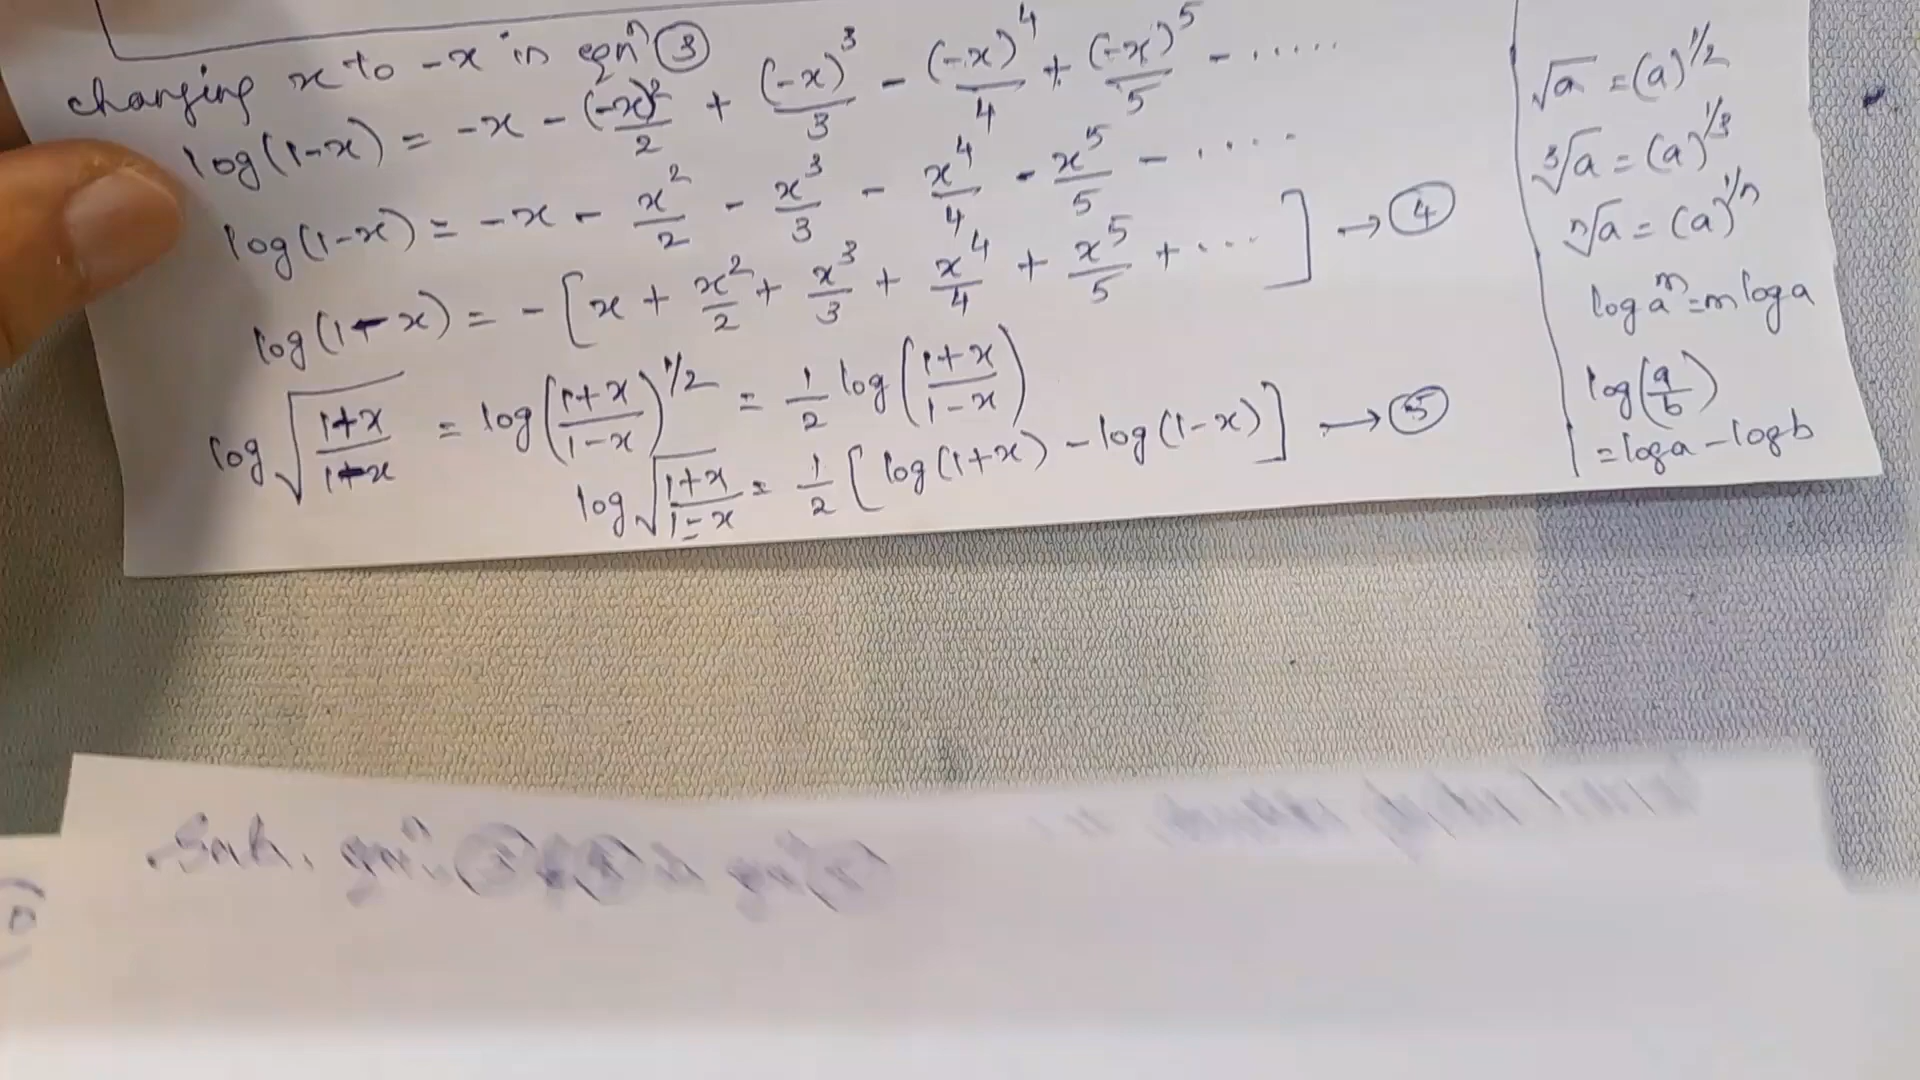 changing x to -x in eqnⁿ ③
log(1-x) = -x - (-x)²/2 + (-x)³/3 - (-x)⁴/4 + (-x)⁵/5 - .....
log(1-x) = -x - x²/2 - x³/3 - x⁴/4 - x⁵/5 - ....
log(1-x) = -[x + x²/2 + x³/3 + x⁴/4 + x⁵/5 + ...] → ④
log √((1+x)/(1-x)) = log((1+x)/(1-x))^1/2 = 1/2 log((1+x)/(1-x))
log √((1+x)/(1-x)) = 1/2 [log(1+x) - log(1-x)] → ⑤
√a = (a)^1/2
³√a = (a)^1/3
ⁿ√a = (a)^1/n
log aᵐ = m log a
log(a/b)
= log a - log b
Sub.